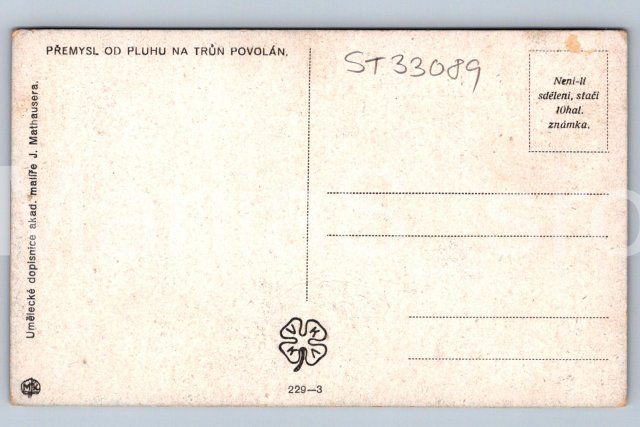 PŘEMYSL OD PLUHU NA TRŮN POVOLÁN.
ST33089
Není-li
sdělení, stačí
10hal.
známka.
Umělecké dopisnice akad. malíře J. Mathausera.
229—3